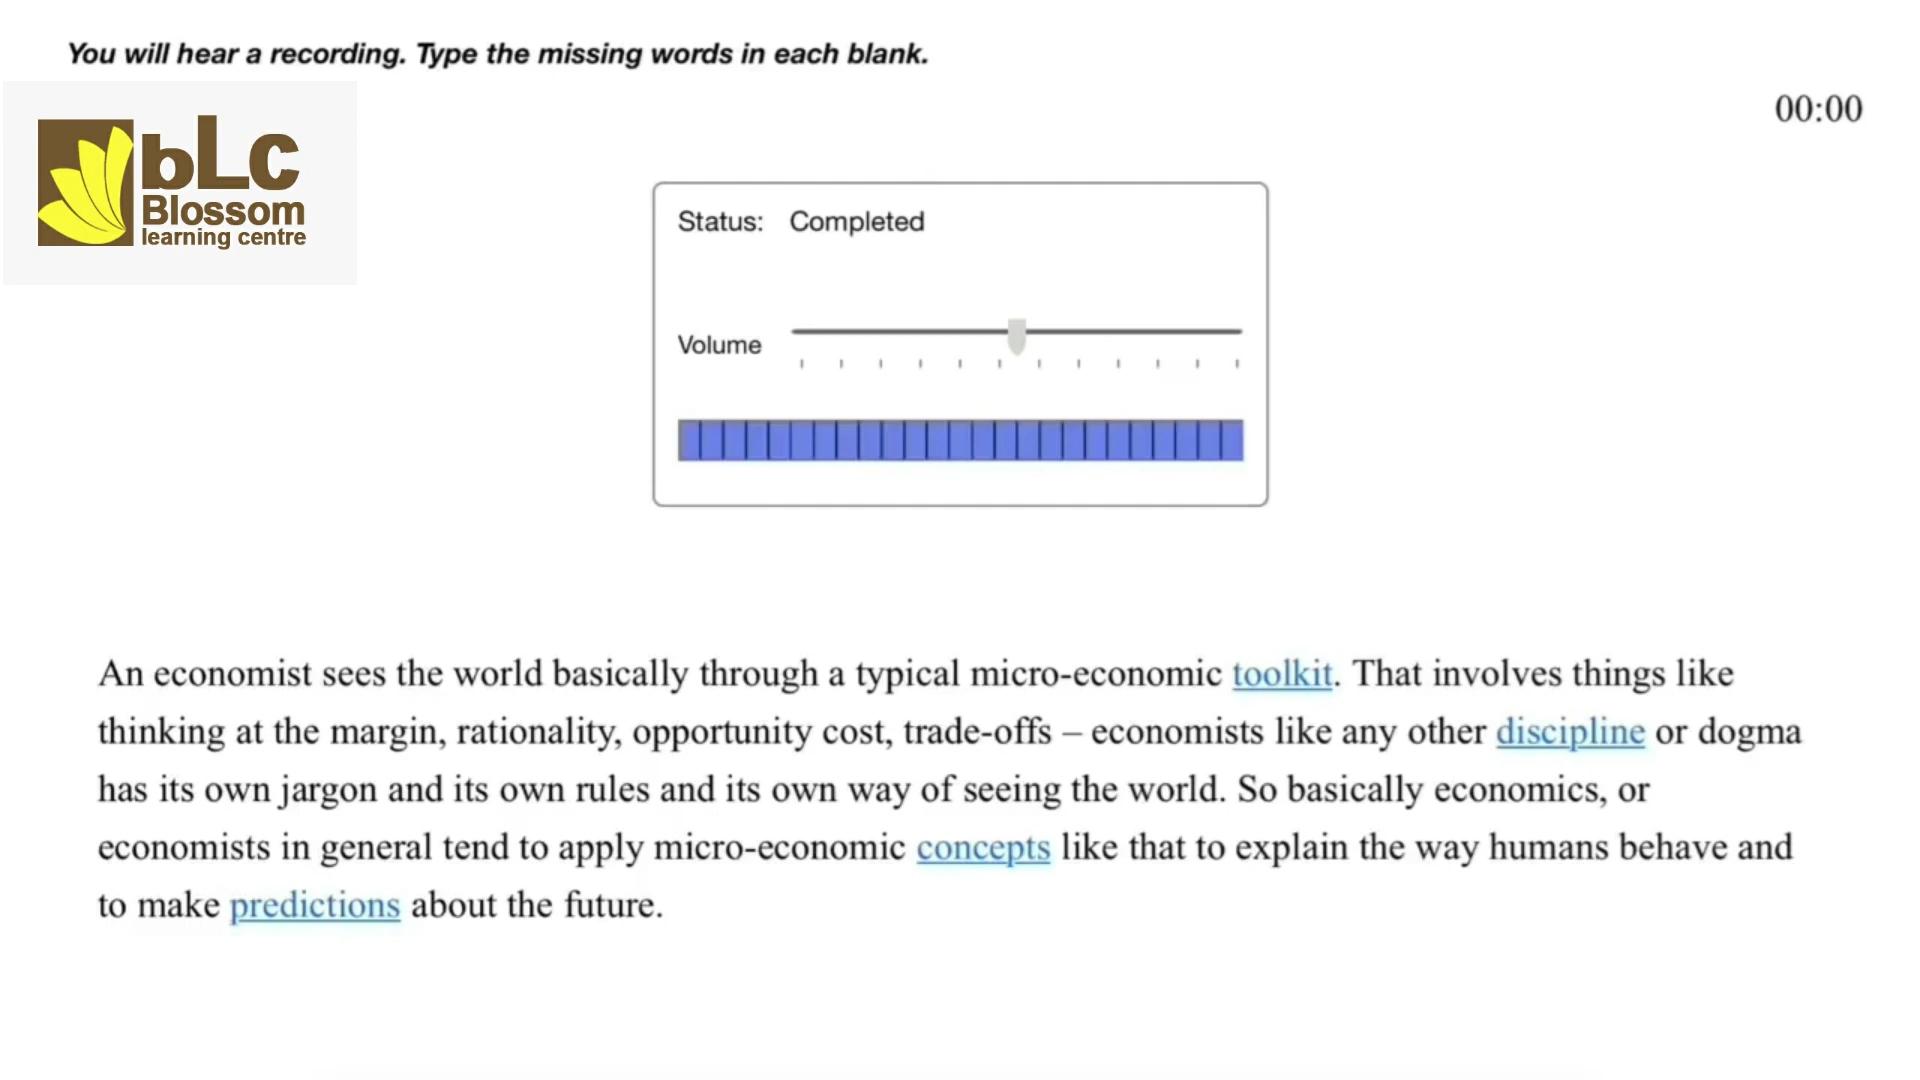 You will hear a recording. Type the missing words in each blank.
00:00
bLc
Blossom
learning centre
Status: Completed
Volume
An economist sees the world basically through a typical micro-economic toolkit. That involves things like
thinking at the margin, rationality, opportunity cost, trade-offs – economists like any other discipline or dogma
has its own jargon and its own rules and its own way of seeing the world. So basically economics, or
economists in general tend to apply micro-economic concepts like that to explain the way humans behave and
to make predictions about the future.